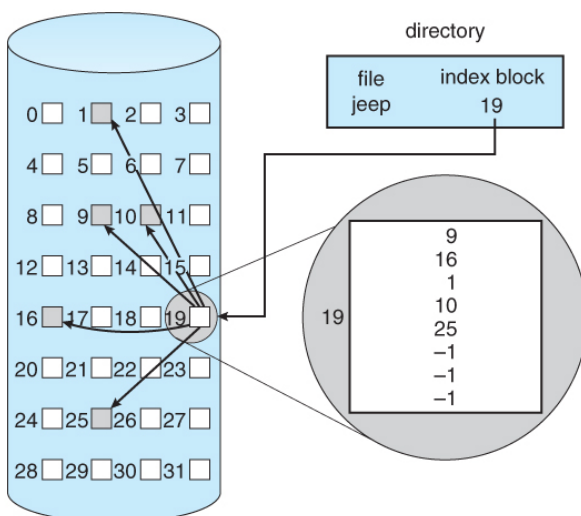 directory
file index block
jeep 19
0 1 2 3
4 5 6 7
8 9 10 11
12 13 14 15
16 17 18 19
20 21 22 23
24 25 26 27
28 29 30 31
19
9
16
1
10
25
–1
–1
–1